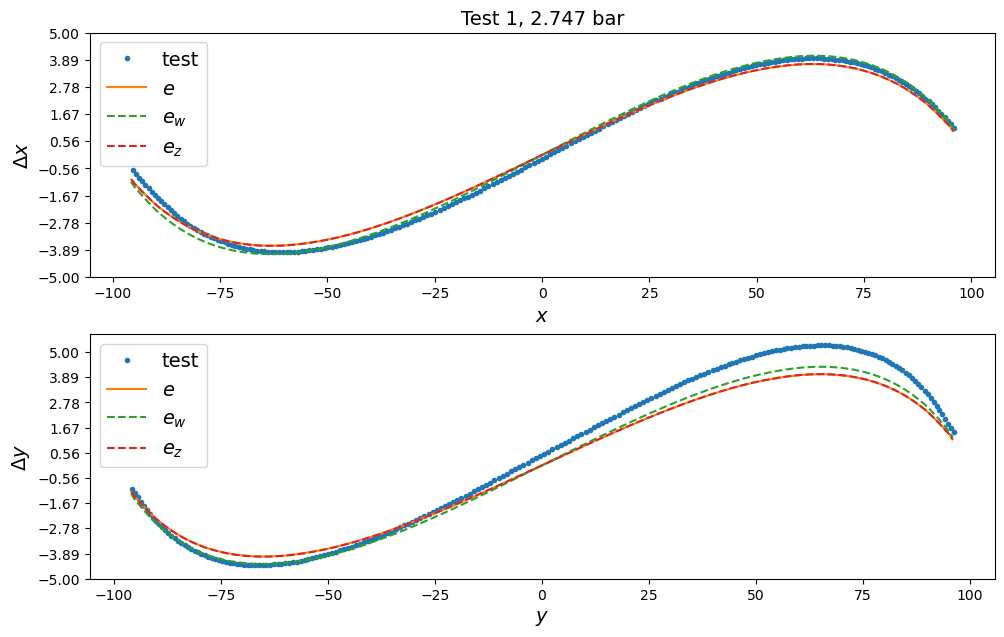 Test 1, 2.747 bar
5.00
3.89
2.78
1.67
0.56
−0.56
−1.67
−2.78
−3.89
−5.00
Δx
test
e
e_w
e_z
−100 −75 −50 −25 0 25 50 75 100
x
5.00
3.89
2.78
1.67
0.56
−0.56
−1.67
−2.78
−3.89
−5.00
Δy
test
e
e_w
e_z
−100 −75 −50 −25 0 25 50 75 100
y